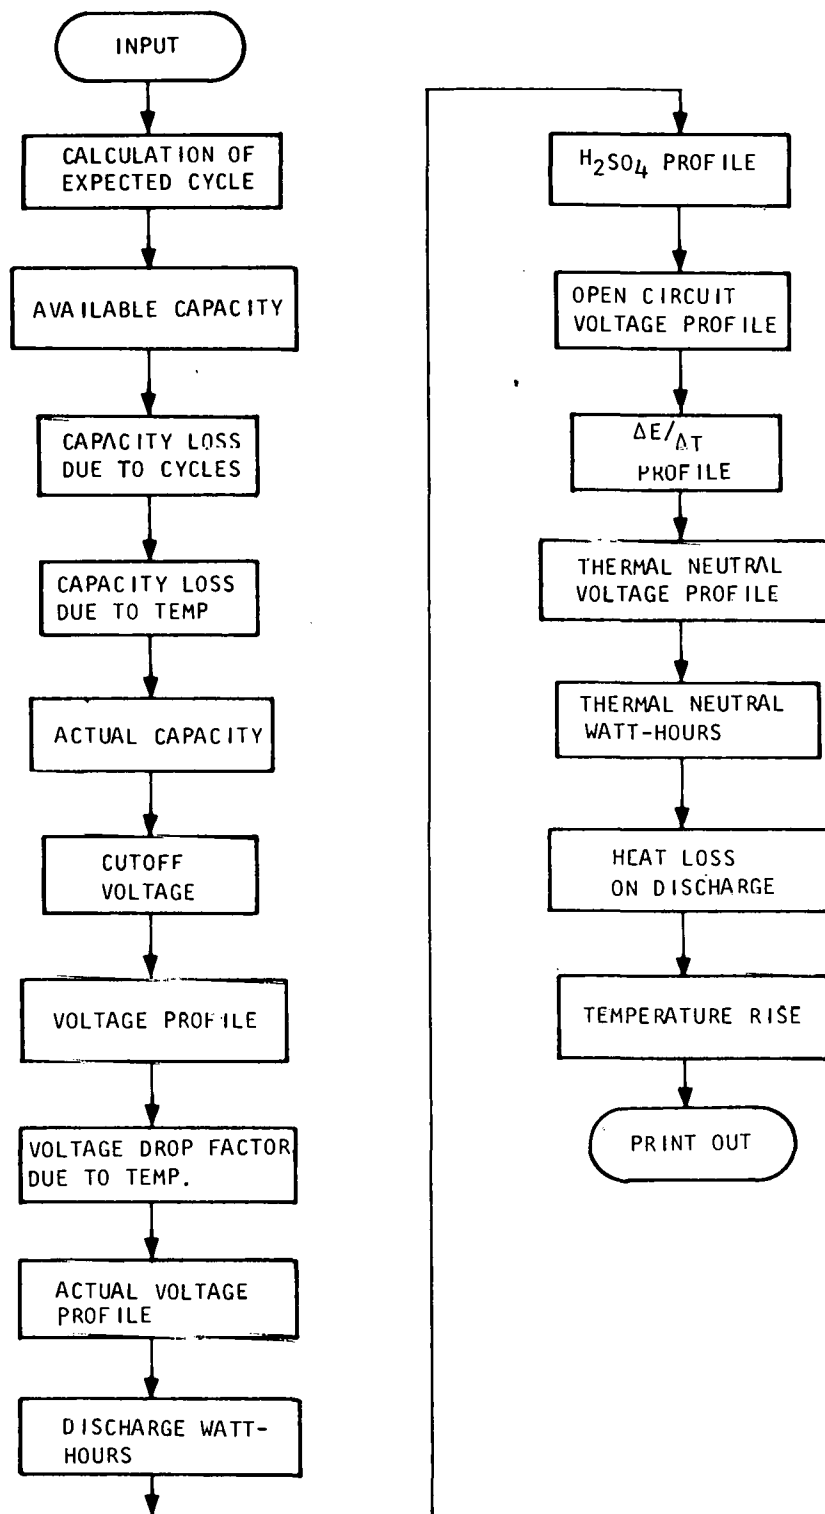 INPUT
CALCULATION OF
EXPECTED CYCLE
AVAILABLE CAPACITY
CAPACITY LOSS
DUE TO CYCLES
CAPACITY LOSS
DUE TO TEMP
ACTUAL CAPACITY
CUTOFF
VOLTAGE
VOLTAGE PROFILE
VOLTAGE DROP FACTOR
DUE TO TEMP.
ACTUAL VOLTAGE
PROFILE
DISCHARGE WATT-
HOURS
H₂SO₄ PROFILE
OPEN CIRCUIT
VOLTAGE PROFILE
ΔE/ΔT
PROFILE
THERMAL NEUTRAL
VOLTAGE PROFILE
THERMAL NEUTRAL
WATT-HOURS
HEAT LOSS
ON DISCHARGE
TEMPERATURE RISE
PRINT OUT